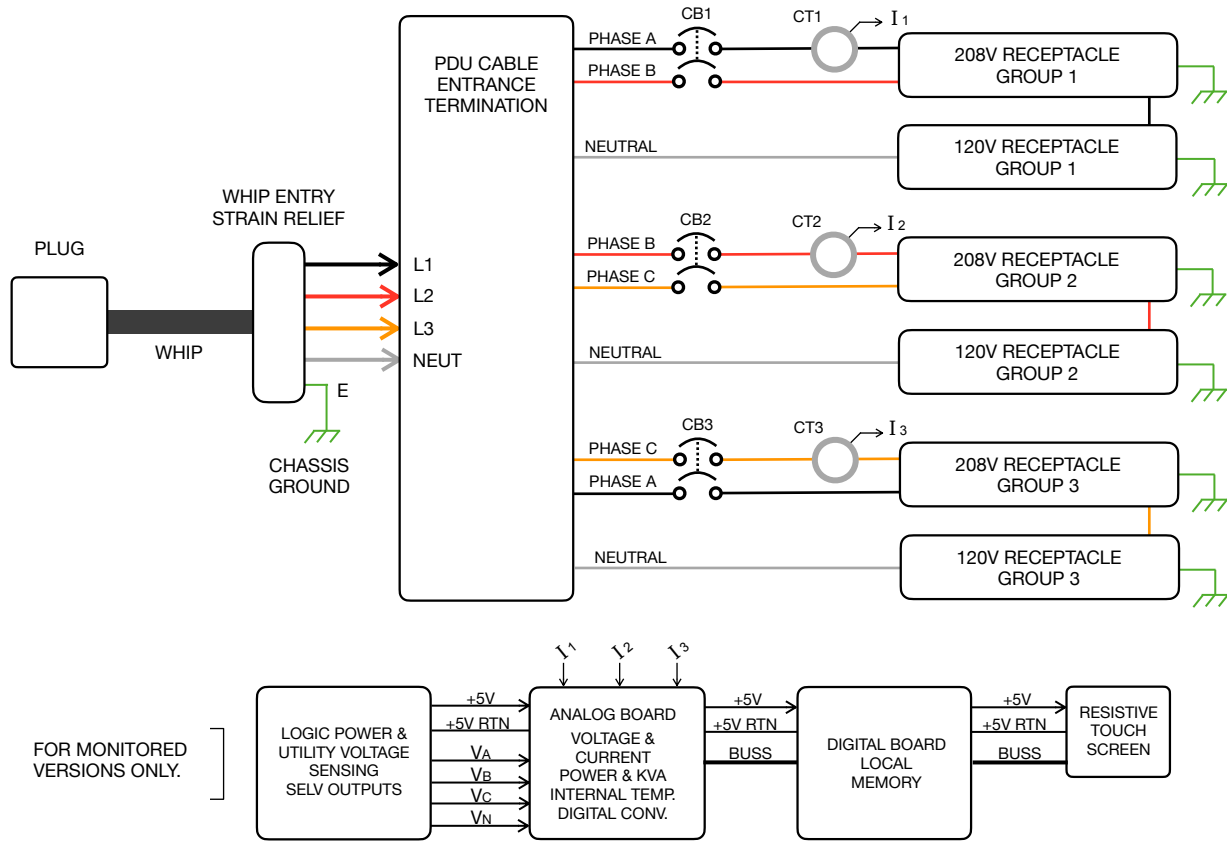 CB1
CT1
I1
PHASE A
PHASE B
PDU CABLE
ENTRANCE
TERMINATION
208V RECEPTACLE
GROUP 1
NEUTRAL
120V RECEPTACLE
GROUP 1
WHIP ENTRY
STRAIN RELIEF
PLUG
WHIP
L1
L2
L3
NEUT
E
CHASSIS
GROUND
CB2
CT2
I2
PHASE B
PHASE C
208V RECEPTACLE
GROUP 2
NEUTRAL
120V RECEPTACLE
GROUP 2
CB3
CT3
I3
PHASE C
PHASE A
208V RECEPTACLE
GROUP 3
NEUTRAL
120V RECEPTACLE
GROUP 3
FOR MONITORED
VERSIONS ONLY.
LOGIC POWER &
UTILITY VOLTAGE
SENSING
SELV OUTPUTS
+5V
+5V RTN
VA
VB
VC
VN
I1
I2
I3
ANALOG BOARD
VOLTAGE &
CURRENT
POWER & KVA
INTERNAL TEMP.
DIGITAL CONV.
+5V
+5V RTN
BUSS
DIGITAL BOARD
LOCAL
MEMORY
+5V
+5V RTN
BUSS
RESISTIVE
TOUCH
SCREEN